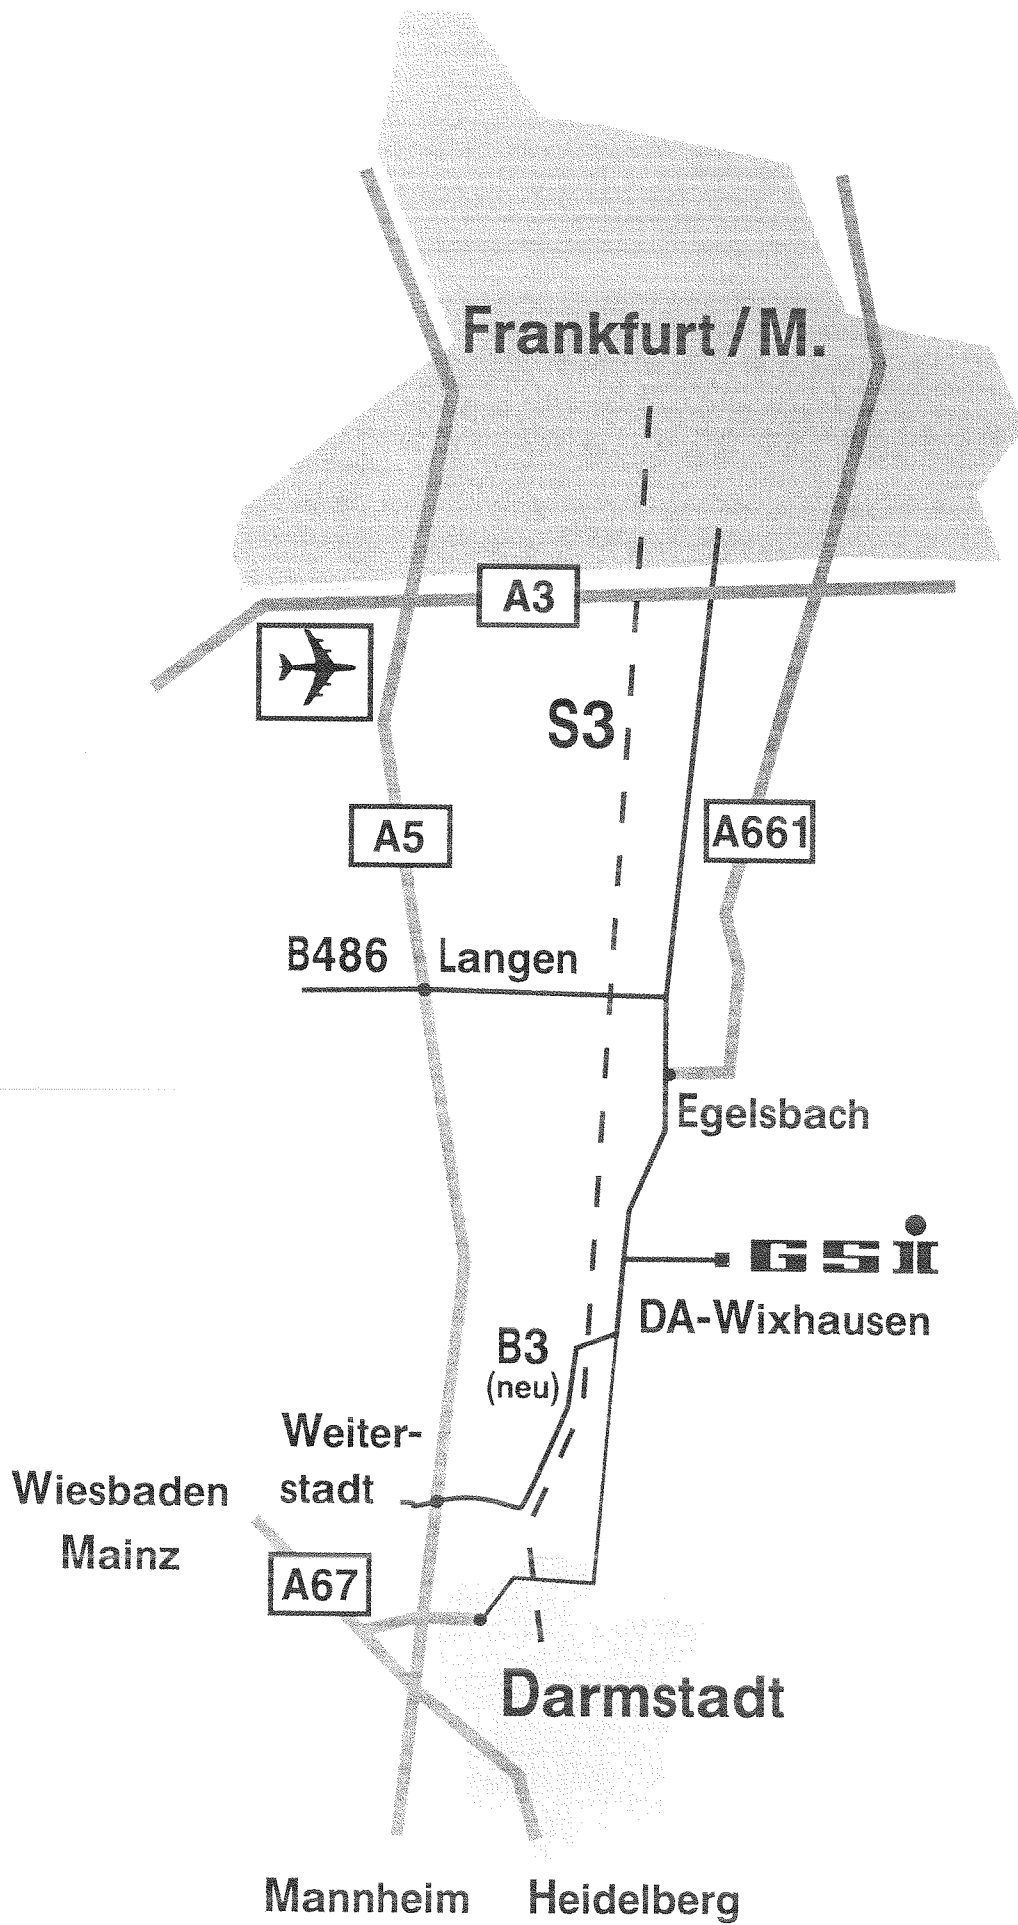 Frankfurt / M.
A3
S3
A5
A661
B486
Langen
Egelsbach
GSI
DA-Wixhausen
B3
(neu)
Weiter-
stadt
Wiesbaden
Mainz
A67
Darmstadt
Mannheim
Heidelberg